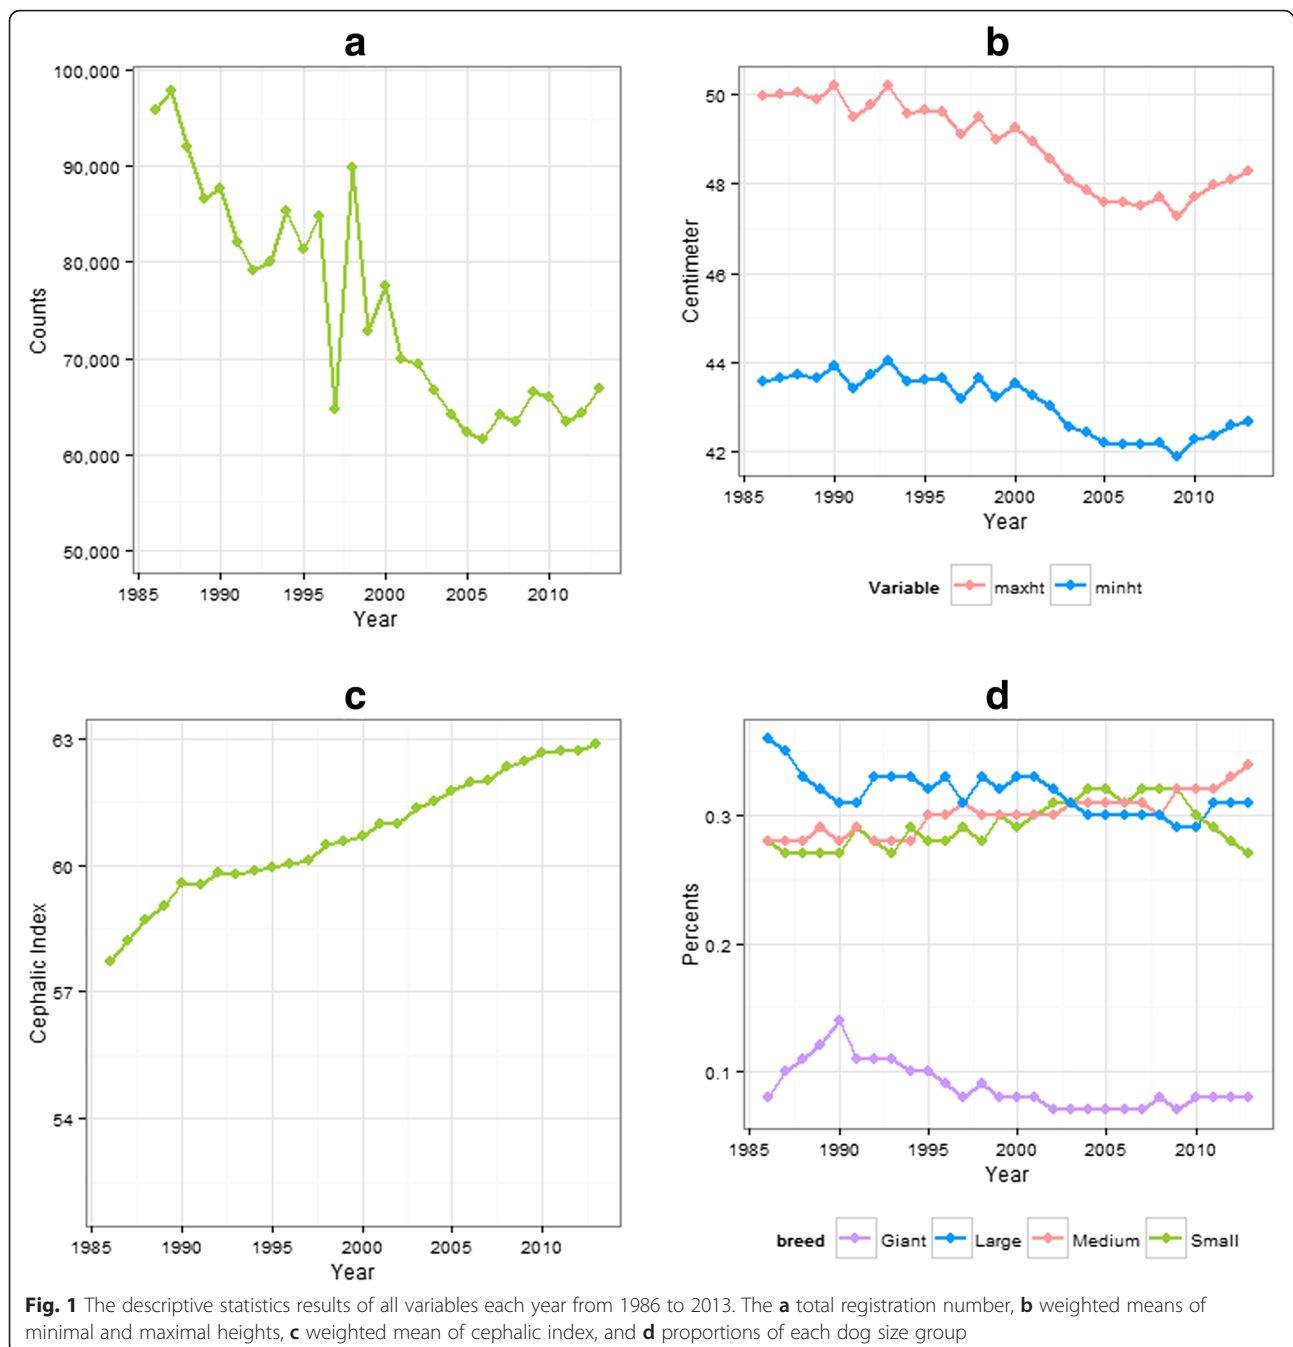 a
100,000
90,000
80,000
70,000
60,000
50,000
Counts
1985 1990 1995 2000 2005 2010
Year
b
50
48
46
44
42
Centimeter
1985 1990 1995 2000 2005 2010
Year
Variable maxht minht
c
63
60
57
54
Cephalic Index
1985 1990 1995 2000 2005 2010
Year
d
0.3
0.2
0.1
Percents
1985 1990 1995 2000 2005 2010
Year
breed Giant Large Medium Small
Fig. 1 The descriptive statistics results of all variables each year from 1986 to 2013. The a total registration number, b weighted means of
minimal and maximal heights, c weighted mean of cephalic index, and d proportions of each dog size group